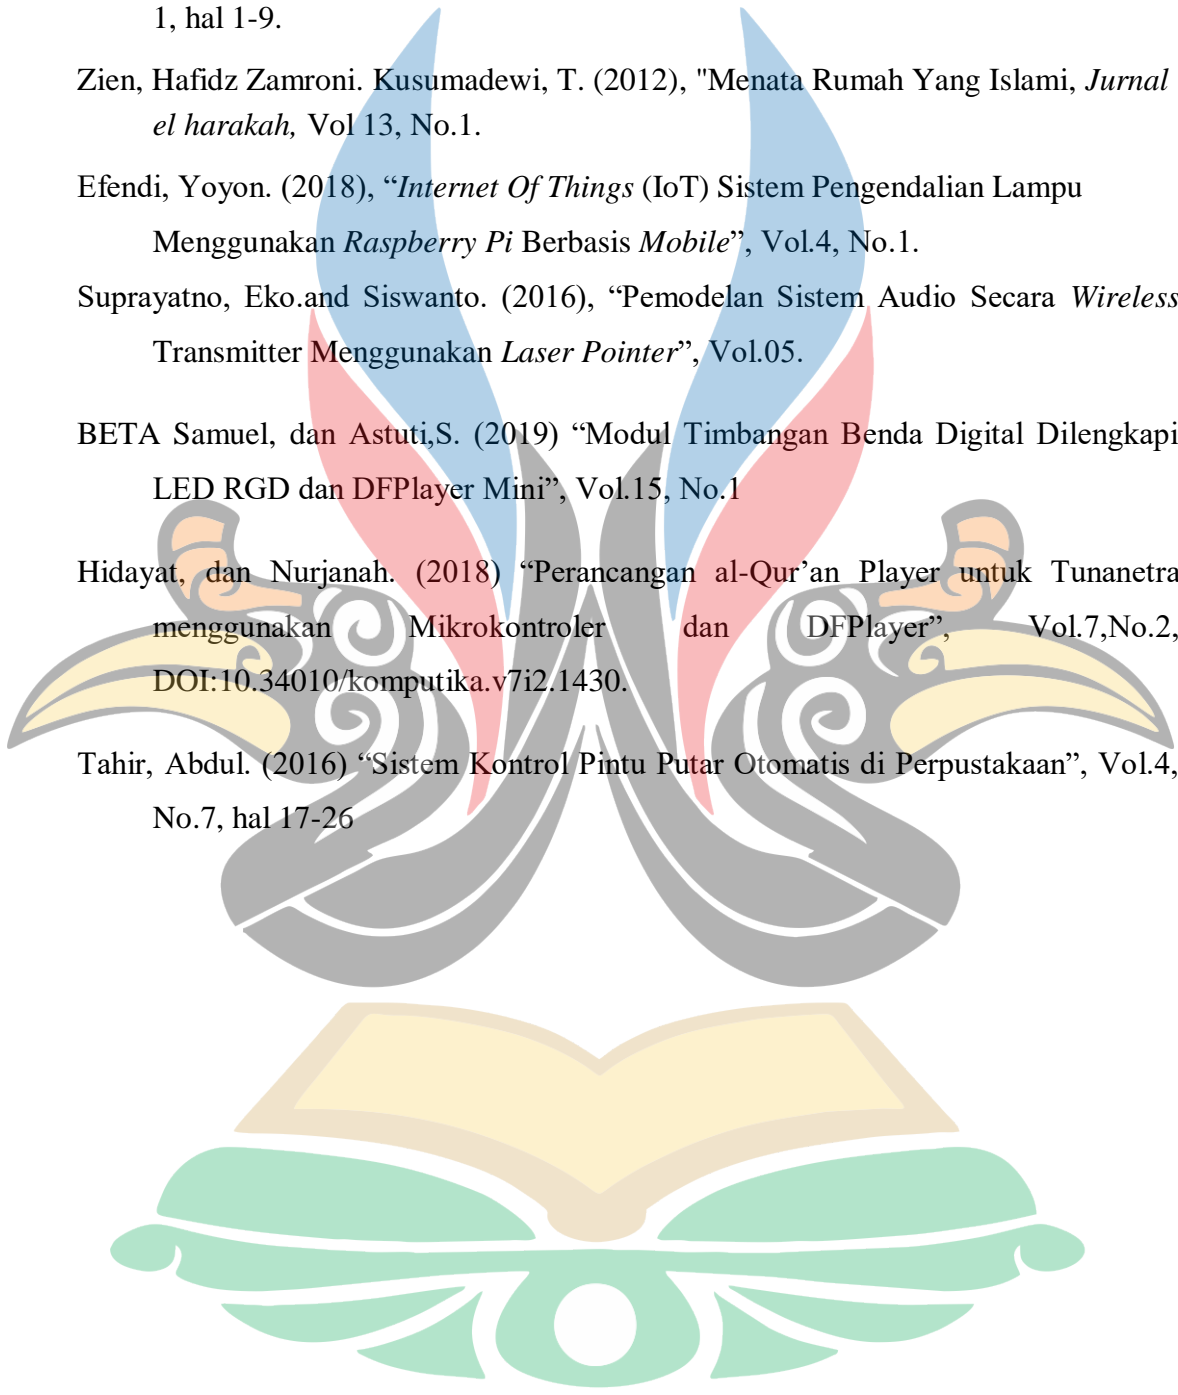 1, hal 1-9.
Zien, Hafidz Zamroni. Kusumadewi, T. (2012), "Menata Rumah Yang Islami, Jurnal
el harakah, Vol 13, No.1.
Efendi, Yoyon. (2018), “Internet Of Things (IoT) Sistem Pengendalian Lampu
Menggunakan Raspberry Pi Berbasis Mobile”, Vol.4, No.1.
Suprayatno, Eko.and Siswanto. (2016), “Pemodelan Sistem Audio Secara Wireless
Transmitter Menggunakan Laser Pointer”, Vol.05.
BETA Samuel, dan Astuti,S. (2019) “Modul Timbangan Benda Digital Dilengkapi
LED RGD dan DFPlayer Mini”, Vol.15, No.1
Hidayat, dan Nurjanah. (2018) “Perancangan al-Qur’an Player untuk Tunanetra
menggunakan Mikrokontroler dan DFPlayer”, Vol.7,No.2,
DOI:10.34010/komputika.v7i2.1430.
Tahir, Abdul. (2016) “Sistem Kontrol Pintu Putar Otomatis di Perpustakaan”, Vol.4,
No.7, hal 17-26